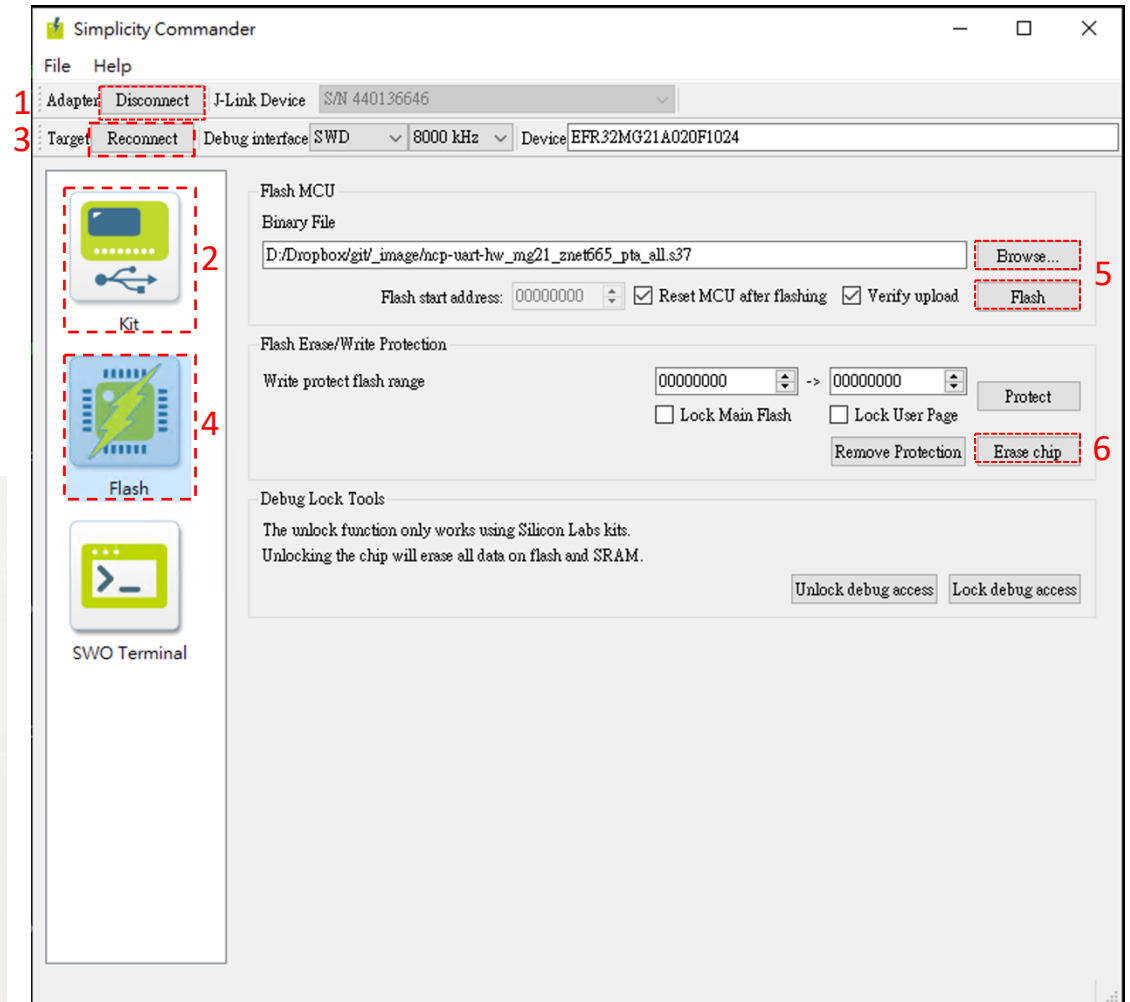 Simplicity Commander
File Help
1 Adapter Disconnect J-Link Device S/N 440136646
3 Target Reconnect Debug interface SWD 8000 kHz Device EFR32MG21A020F1024
2
Kit
4
Flash
SWO Terminal
Flash MCU
Binary File
D:/Dropbox/git/_image/ncp-uart-hw_mg21_znet665_pta_all.s37 Browse...
5
Flash start address: 00000000 Reset MCU after flashing Verify upload Flash
Flash Erase/Write Protection
Write protect flash range 00000000 -> 00000000 Protect
Lock Main Flash Lock User Page
Remove Protection Erase chip 6
Debug Lock Tools
The unlock function only works using Silicon Labs kits.
Unlocking the chip will erase all data on flash and SRAM.
Unlock debug access Lock debug access